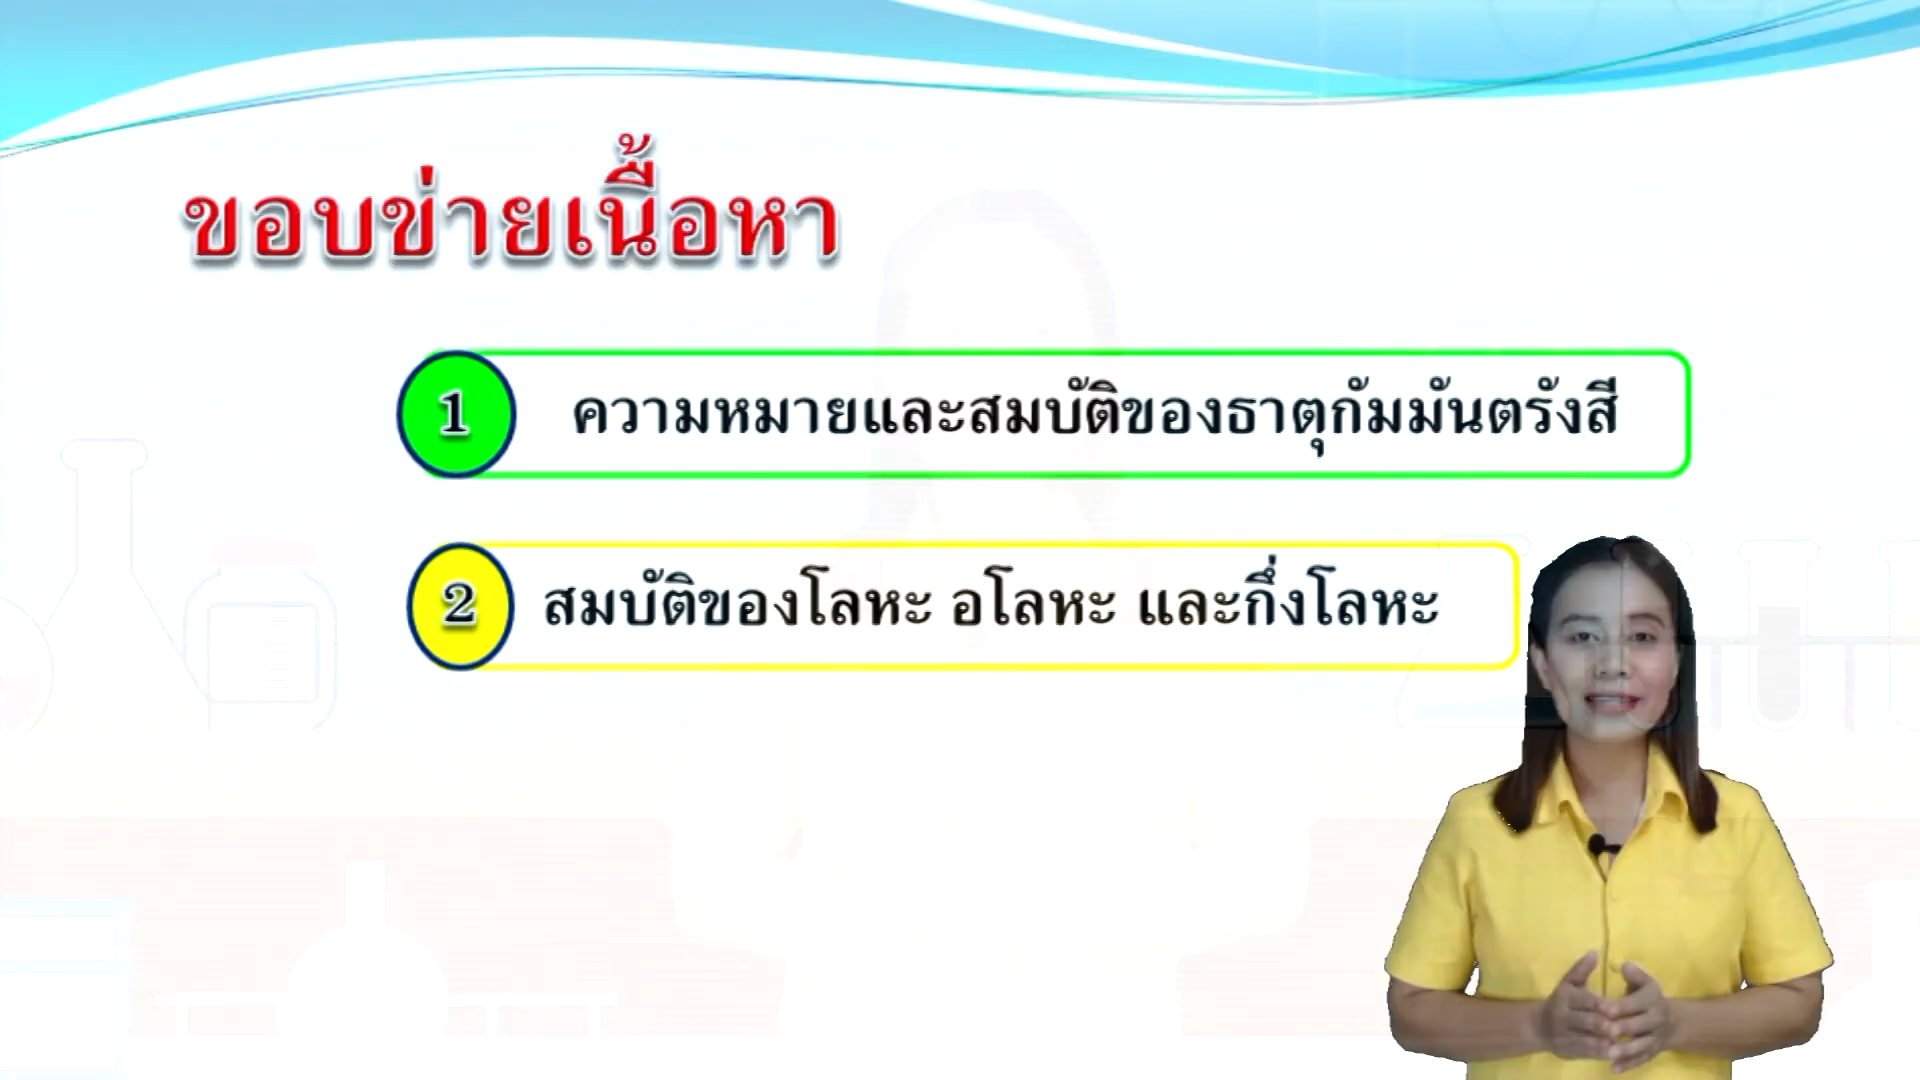 ขอบข่ายเนื้อหา
1 ความหมายและสมบัติของธาตุกัมมันตรังสี
2 สมบัติของโลหะ อโลหะ และกึ่งโลหะ